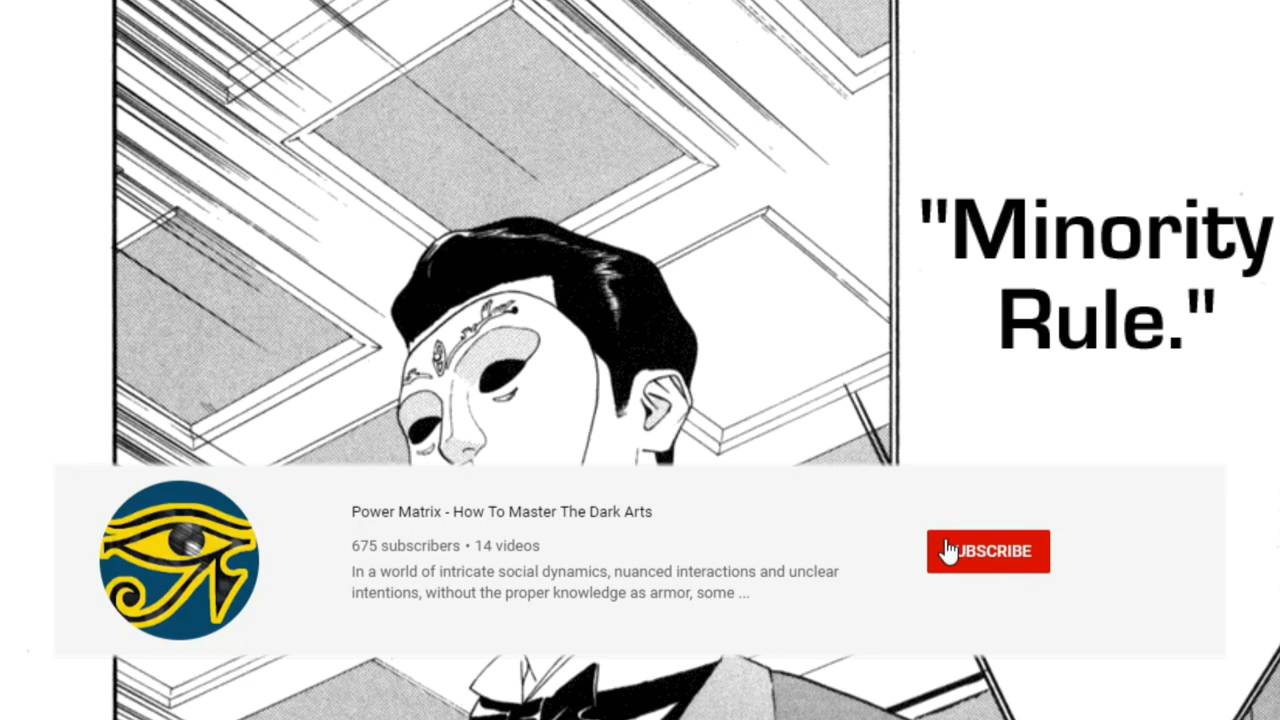 "Minority
Rule."
Power Matrix - How To Master The Dark Arts
675 subscribers • 14 videos
In a world of intricate social dynamics, nuanced interactions and unclear
intentions, without the proper knowledge as armor, some ...
UBSCRIBE